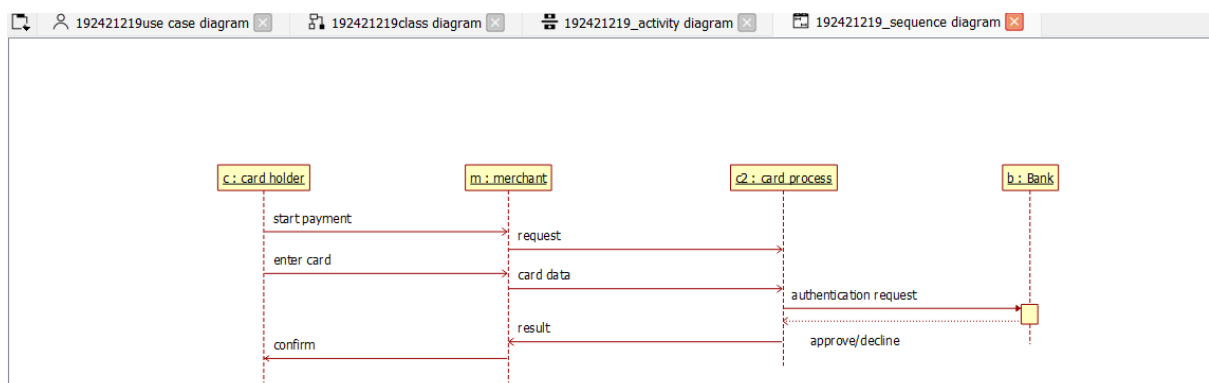 192421219use case diagram
192421219class diagram
192421219_activity diagram
192421219_sequence diagram
c : card holder
m : merchant
c2 : card process
b : Bank
start payment
request
enter card
card data
authentication request
result
approve/decline
confirm